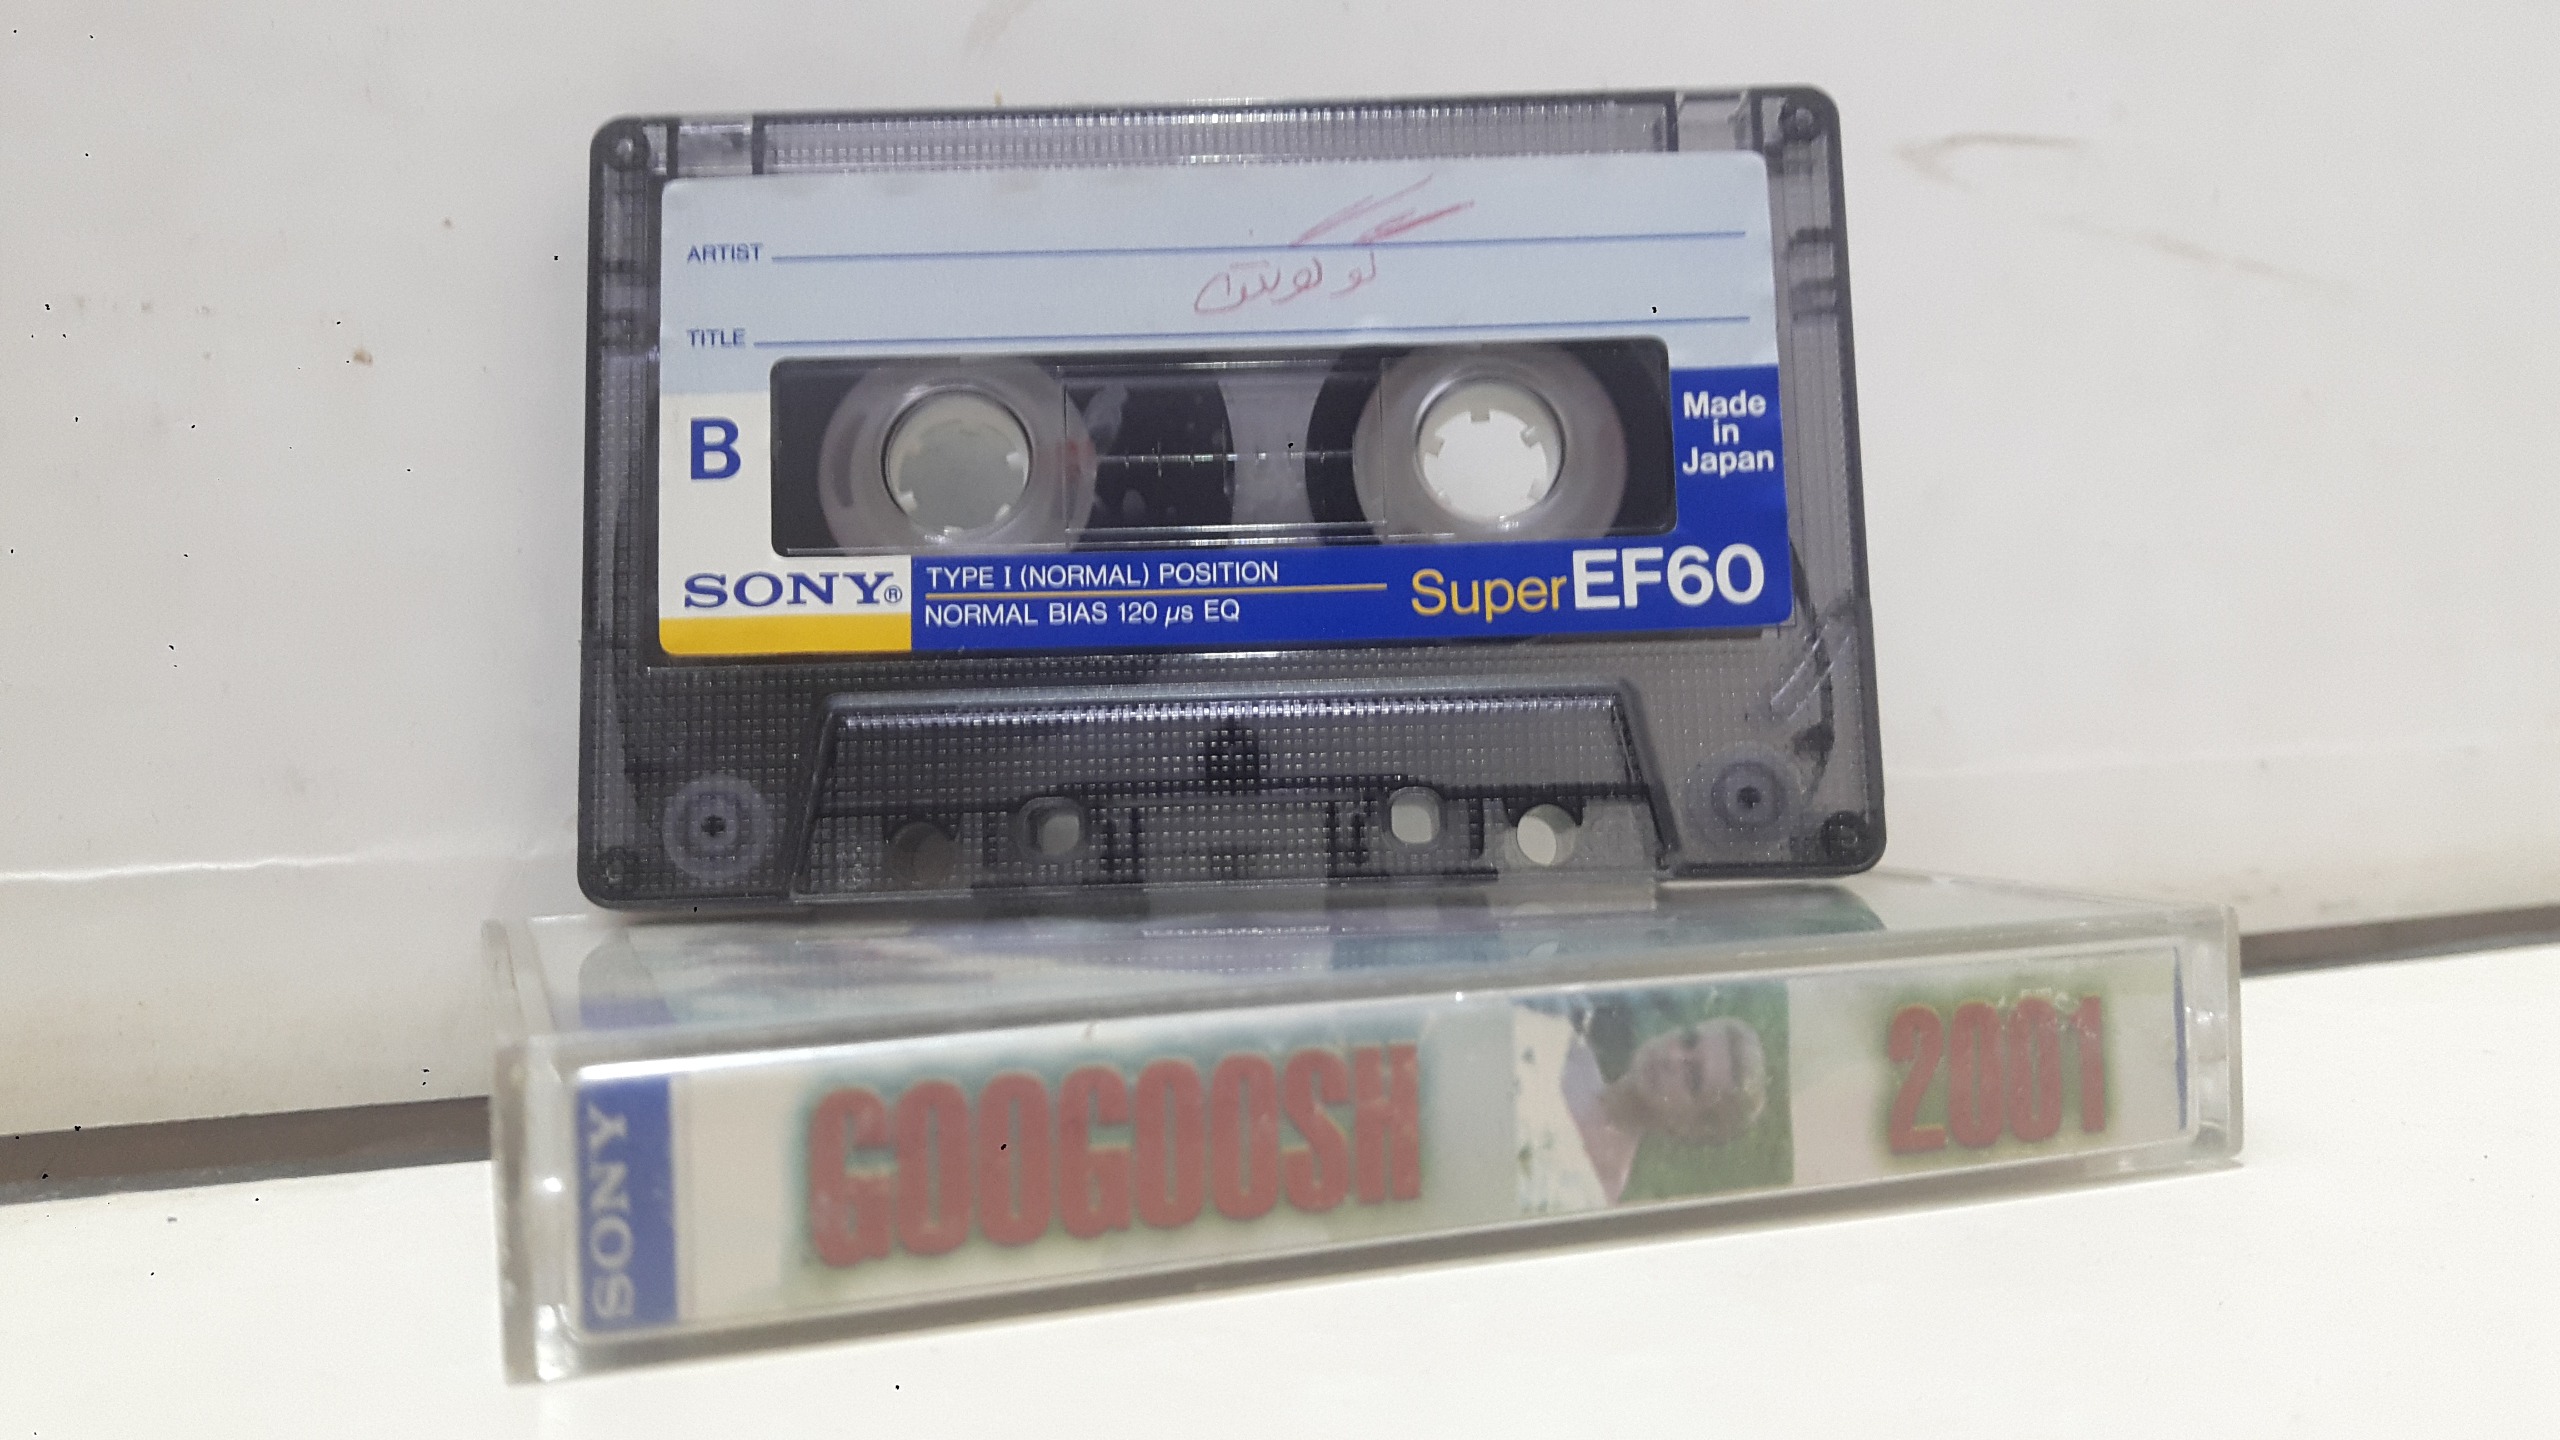 ARTIST
گوگوش
TITLE
B
Made
in
Japan
SONY®
TYPE I (NORMAL) POSITION
NORMAL BIAS 120 µs EQ
Super EF60
SONY
GOOGOOSH
2001